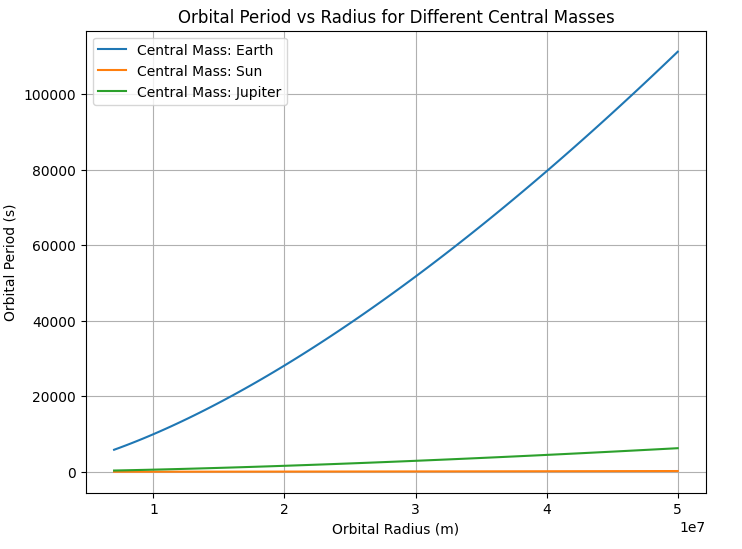 Orbital Period vs Radius for Different Central Masses
Central Mass: Earth
Central Mass: Sun
Central Mass: Jupiter
Orbital Period (s)
100000
80000
60000
40000
20000
0
1 2 3 4 5
1e7
Orbital Radius (m)